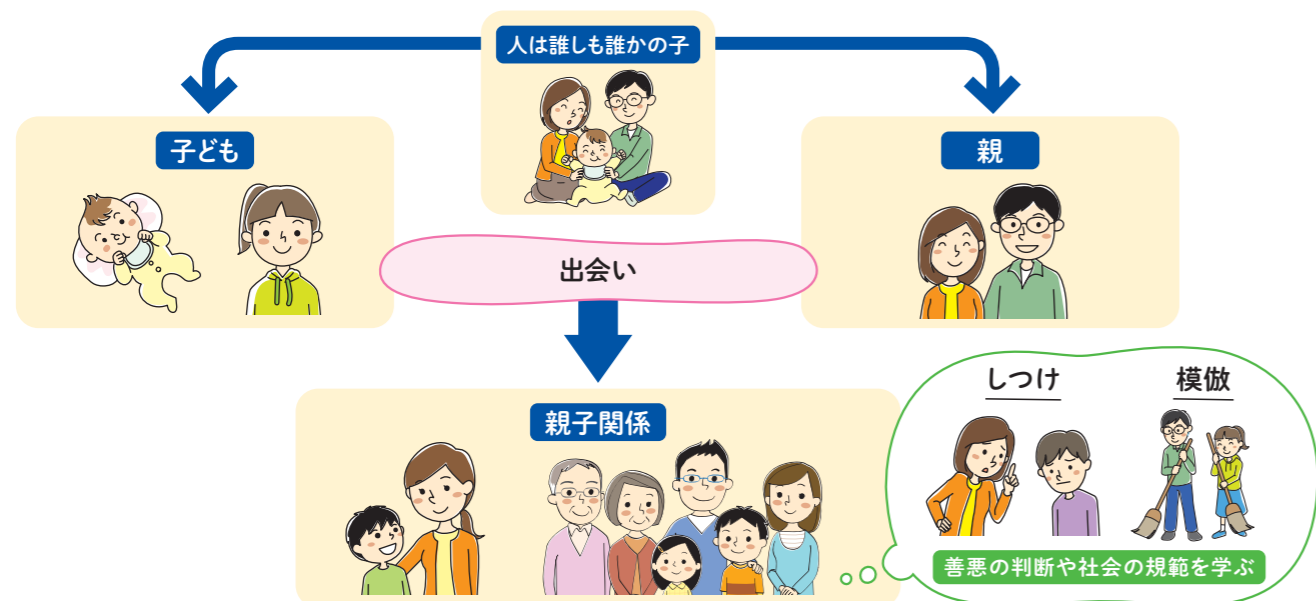 人は誰しも誰かの子
子ども
親
出会い
親子関係
しつけ
模倣
善悪の判断や社会の規範を学ぶ